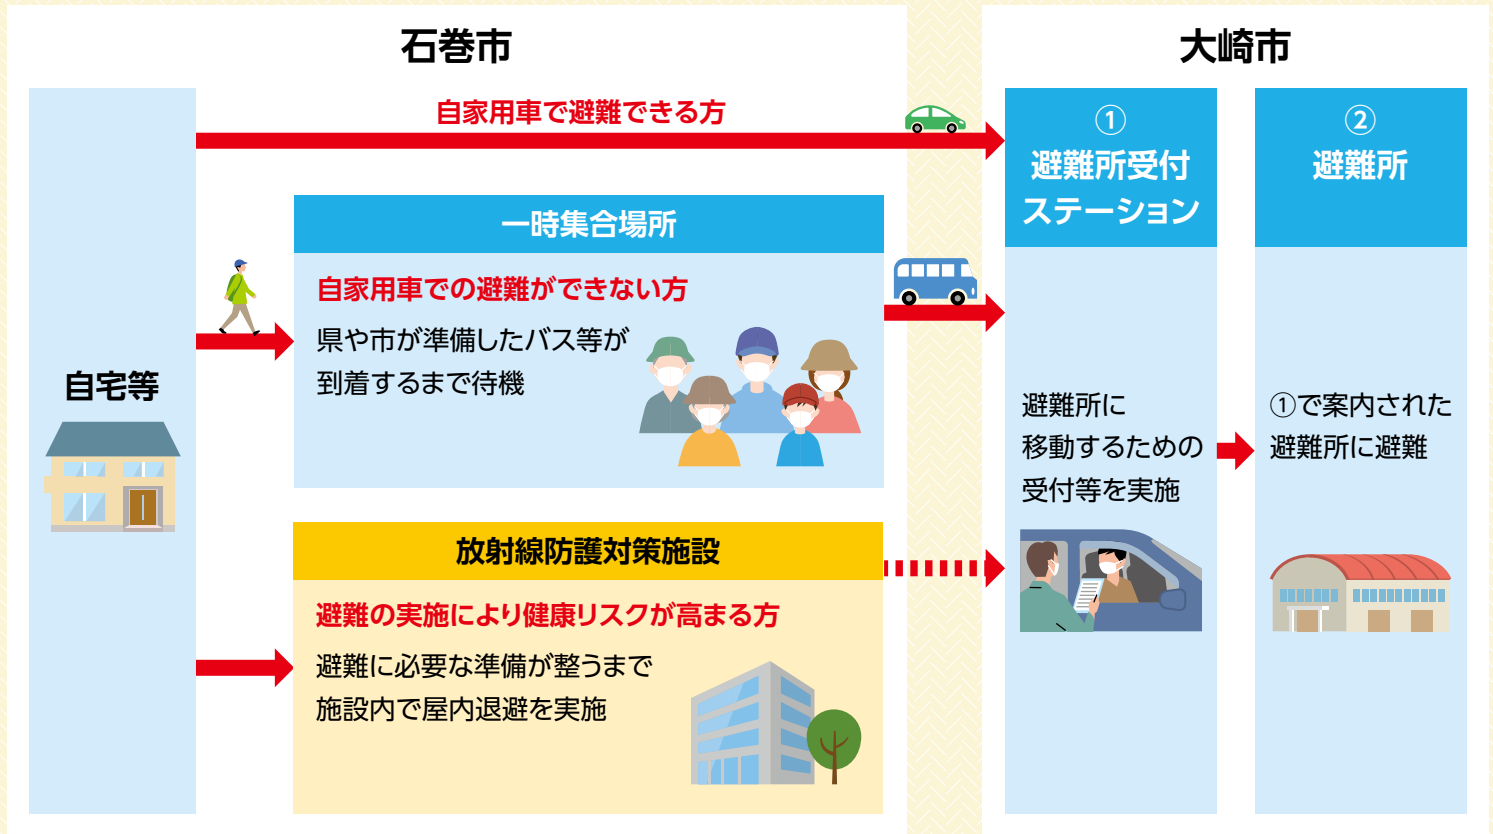 石巻市
大崎市
自宅等
自家用車で避難できる方
一時集合場所
自家用車での避難ができない方
県や市が準備したバス等が
到着するまで待機
放射線防護対策施設
避難の実施により健康リスクが高まる方
避難に必要な準備が整うまで
施設内で屋内退避を実施
①
避難所受付
ステーション
避難所に
移動するための
受付等を実施
②
避難所
①で案内された
避難所に避難